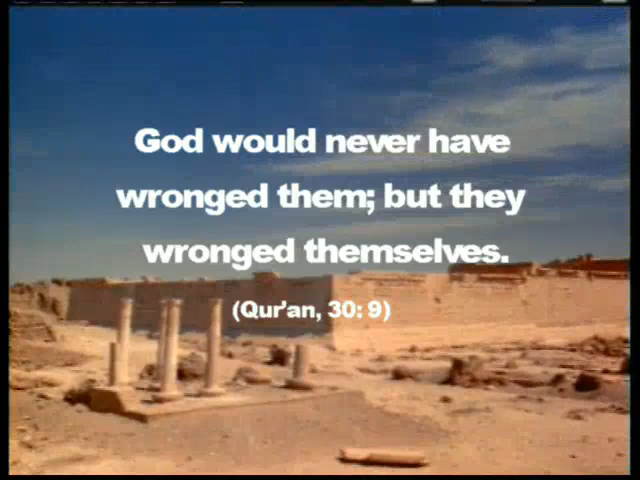 God would never have
wronged them; but they
wronged themselves.
(Qur'an, 30: 9)